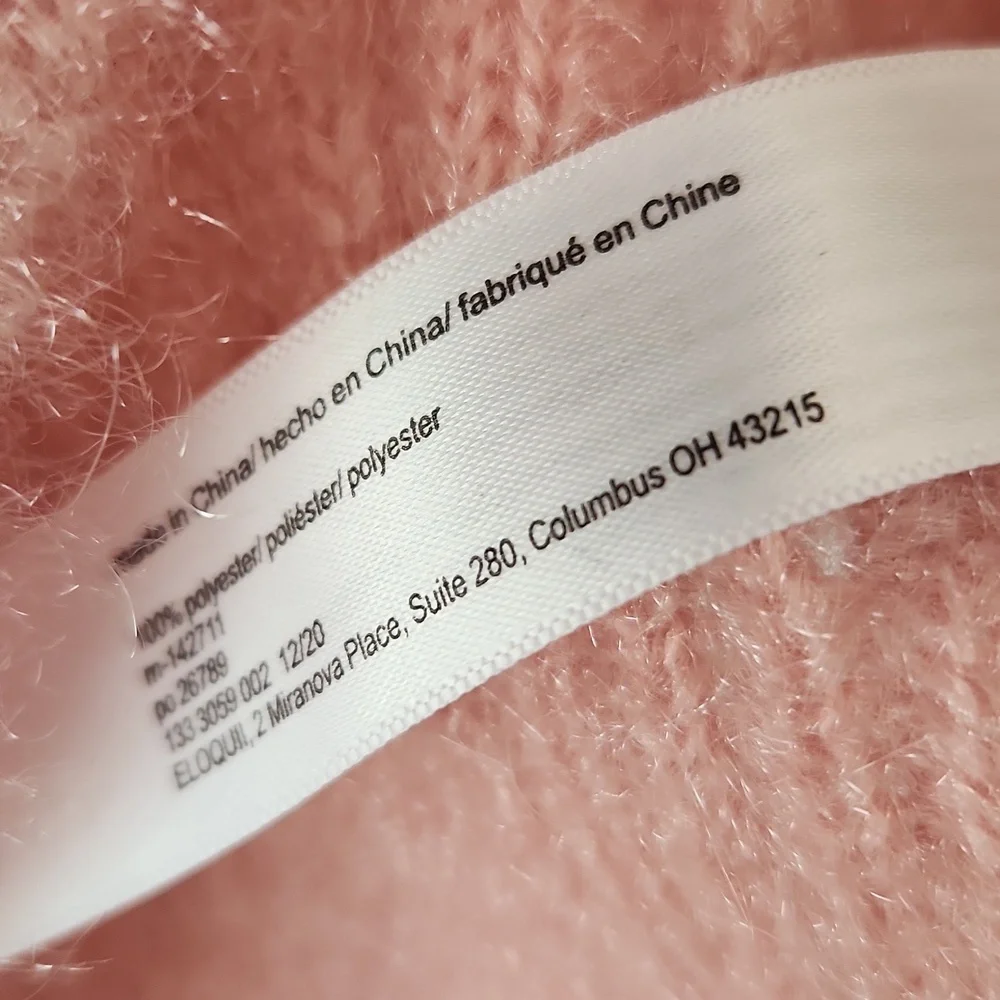 Made in China/ hecho en China/ fabriqué en Chine
100% polyester/ poliéster/ polyester
m-142711
po 26789
133 3059 002 12/20
ELOQUII, 2 Miranova Place, Suite 280, Columbus OH 43215